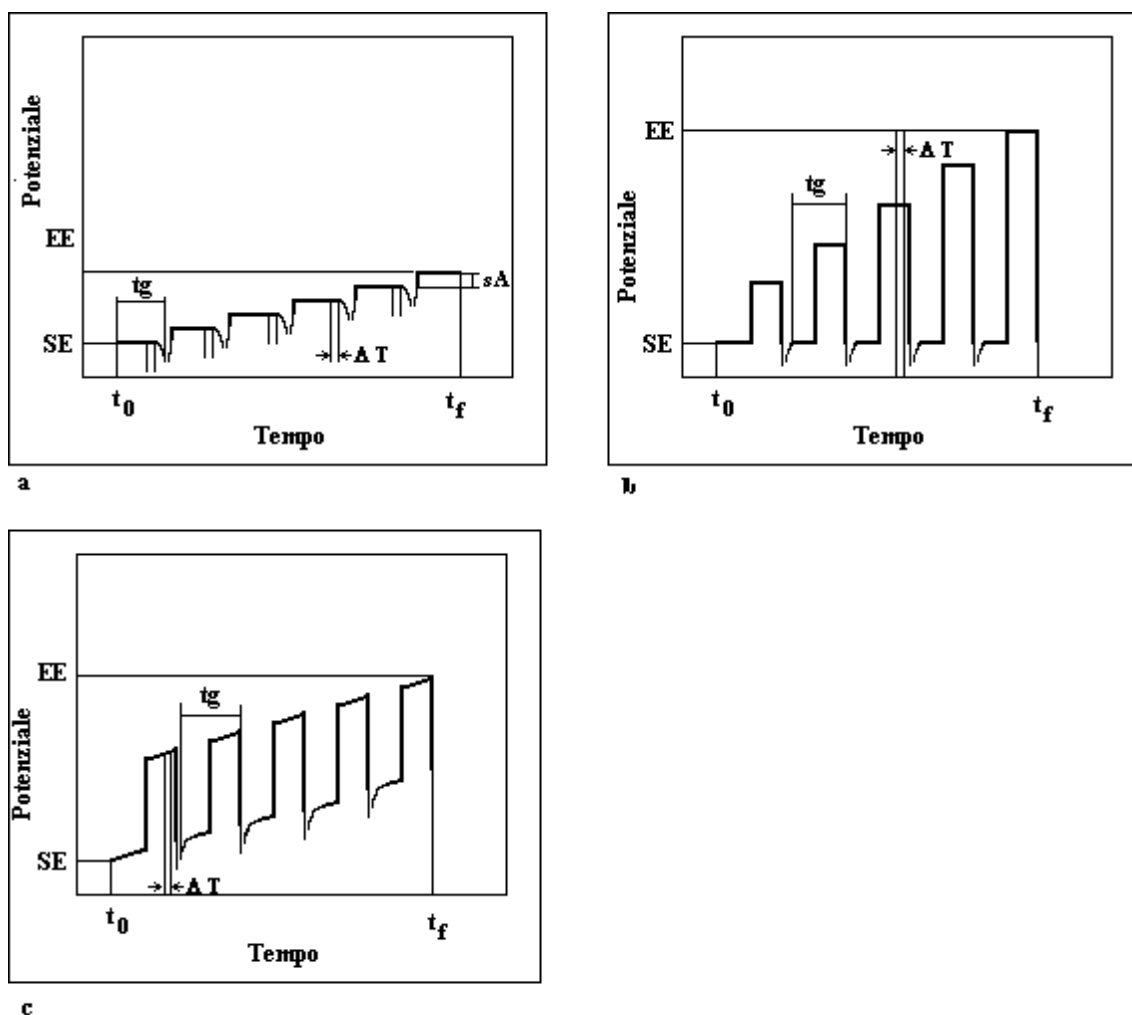 Potenziale
EE
tg
sA
SE
Δ T
t0
tf
Tempo
a
EE
Δ T
tg
Potenziale
SE
t0
tf
Tempo
b
EE
tg
Potenziale
SE
Δ T
t0
tf
Tempo
c